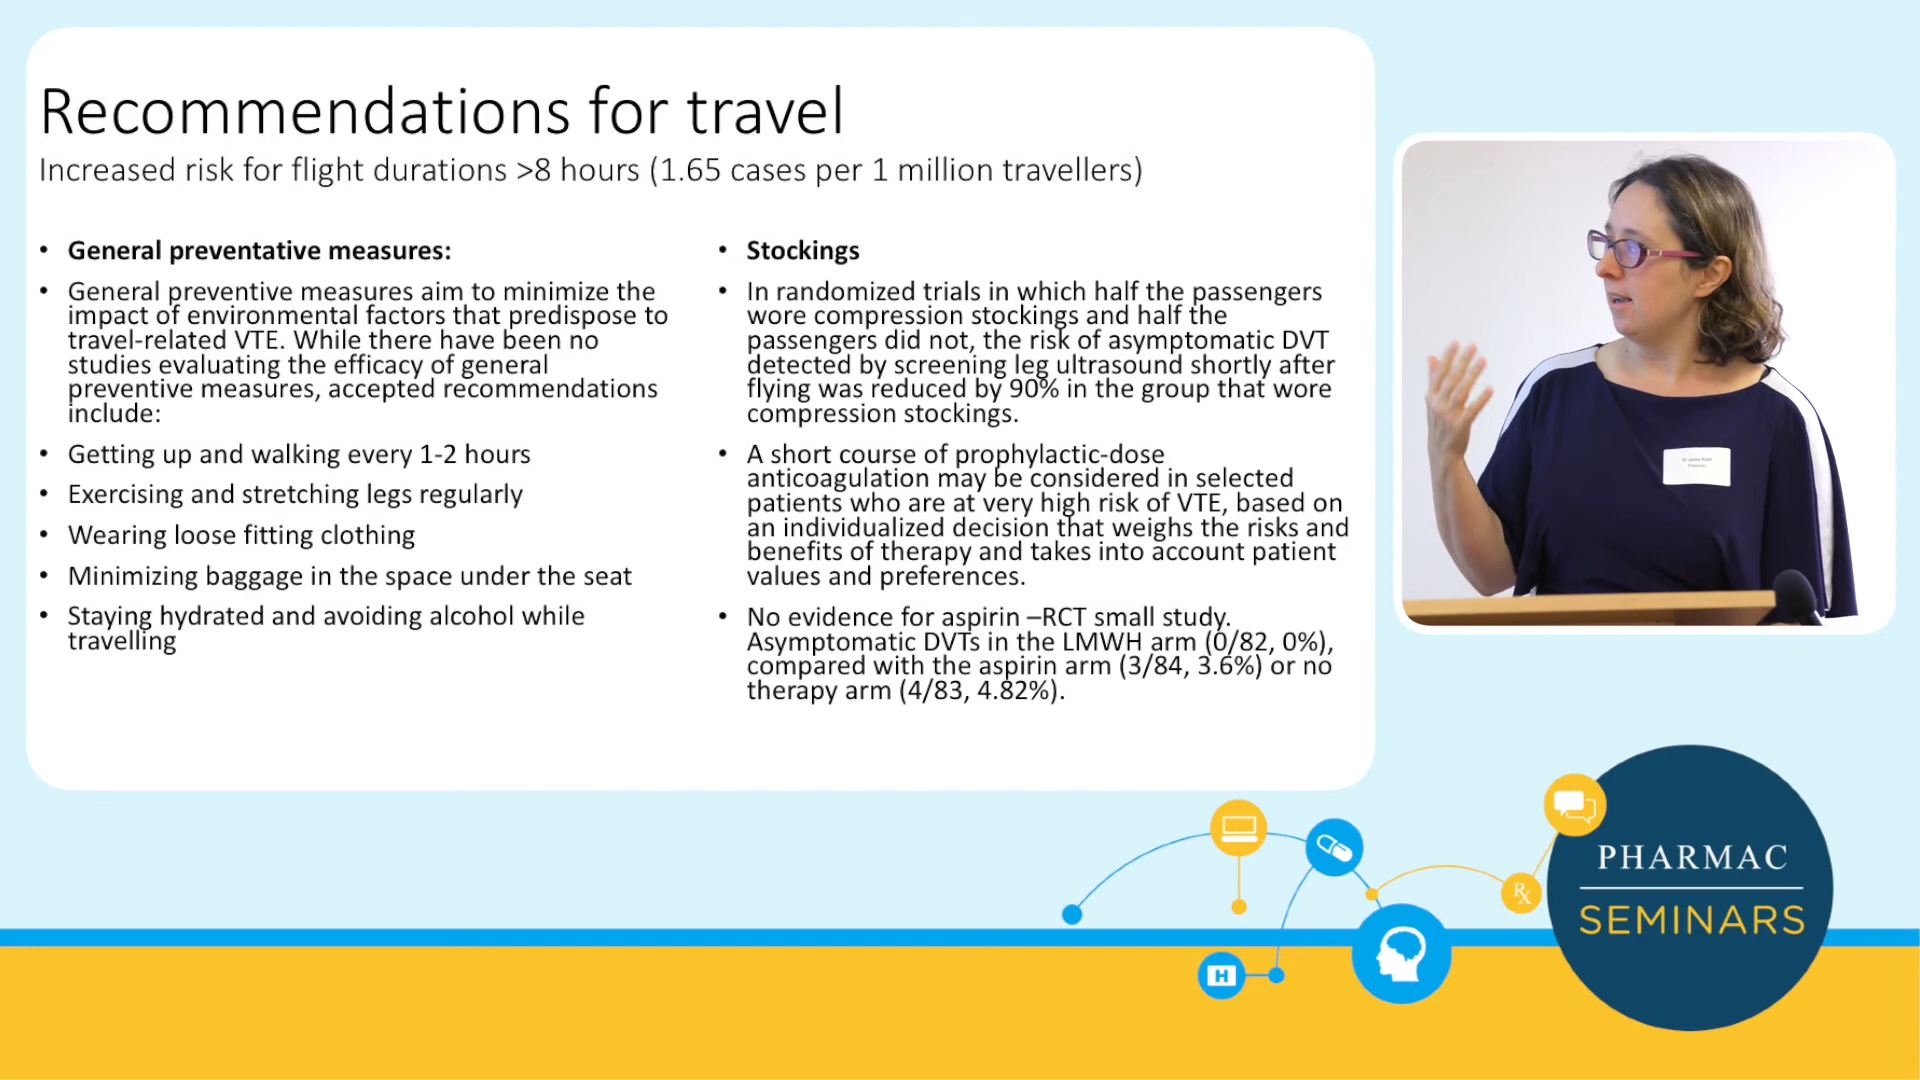 Recommendations for travel
Increased risk for flight durations >8 hours (1.65 cases per 1 million travellers)
• General preventative measures:
• General preventive measures aim to minimize the
impact of environmental factors that predispose to
travel-related VTE. While there have been no
studies evaluating the efficacy of general
preventive measures, accepted recommendations
include:
• Getting up and walking every 1-2 hours
• Exercising and stretching legs regularly
• Wearing loose fitting clothing
• Minimizing baggage in the space under the seat
• Staying hydrated and avoiding alcohol while
travelling
• Stockings
• In randomized trials in which half the passengers
wore compression stockings and half the
passengers did not, the risk of asymptomatic DVT
detected by screening leg ultrasound shortly after
flying was reduced by 90% in the group that wore
compression stockings.
• A short course of prophylactic-dose
anticoagulation may be considered in selected
patients who are at very high risk of VTE, based on
an individualized decision that weighs the risks and
benefits of therapy and takes into account patient
values and preferences.
• No evidence for aspirin –RCT small study.
Asymptomatic DVTs in the LMWH arm (0/82, 0%),
compared with the aspirin arm (3/84, 3.6%) or no
therapy arm (4/83, 4.82%).
PHARMAC
SEMINARS
Rx
H